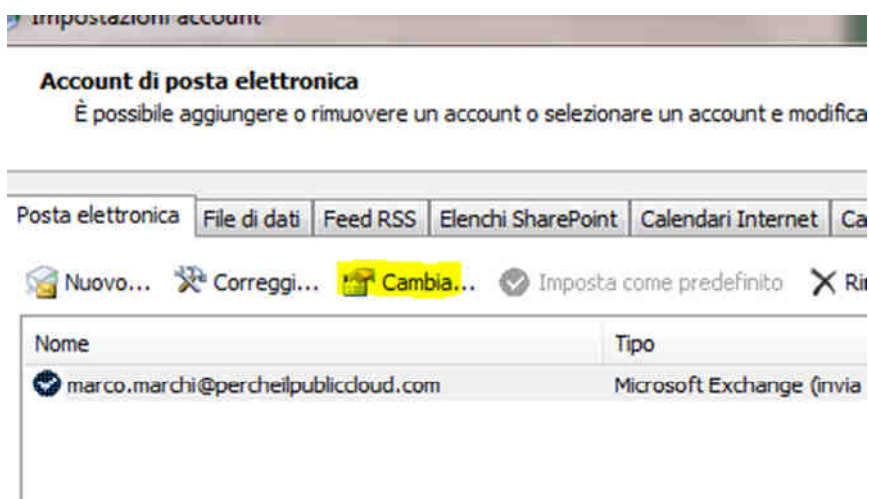 Impostazioni account
Account di posta elettronica
È possibile aggiungere o rimuovere un account o selezionare un account e modifica
Posta elettronica File di dati Feed RSS Elenchi SharePoint Calendari Internet Ca
Nuovo... Correggi... Cambia... Imposta come predefinito Ri
Nome Tipo
marco.marchi@percheilpubliccloud.com Microsoft Exchange (invia